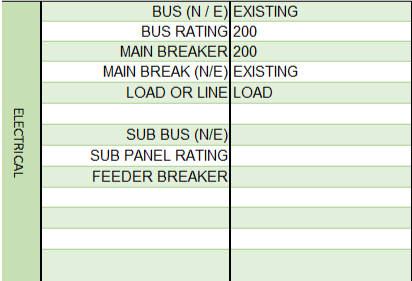 ELECTRICAL
BUS (N / E) EXISTING
BUS RATING 200
MAIN BREAKER 200
MAIN BREAK (N/E) EXISTING
LOAD OR LINE LOAD
SUB BUS (N/E)
SUB PANEL RATING
FEEDER BREAKER